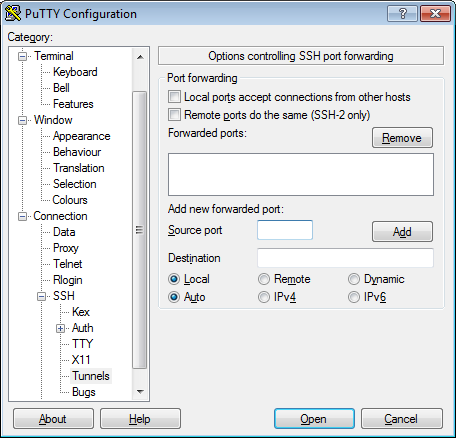 PuTTY Configuration
Category:
Terminal
Keyboard
Bell
Features
Window
Appearance
Behaviour
Translation
Selection
Colours
Connection
Data
Proxy
Telnet
Rlogin
SSH
Kex
Auth
TTY
X11
Tunnels
Bugs
Options controlling SSH port forwarding
Port forwarding
Local ports accept connections from other hosts
Remote ports do the same (SSH-2 only)
Forwarded ports:
Remove
Add new forwarded port:
Source port
Add
Destination
Local Remote Dynamic
Auto IPv4 IPv6
About Help Open Cancel